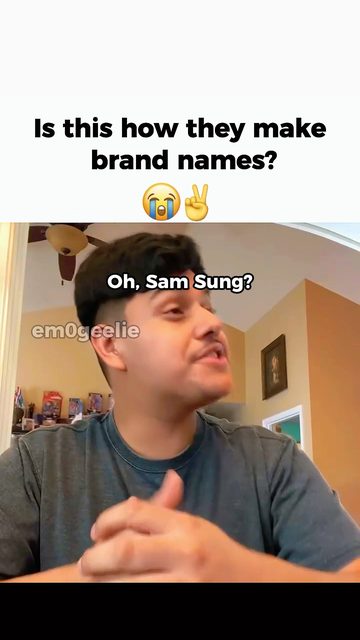 Is this how they make
brand names?
😭✌️
Oh, Sam Sung?
em0geelie